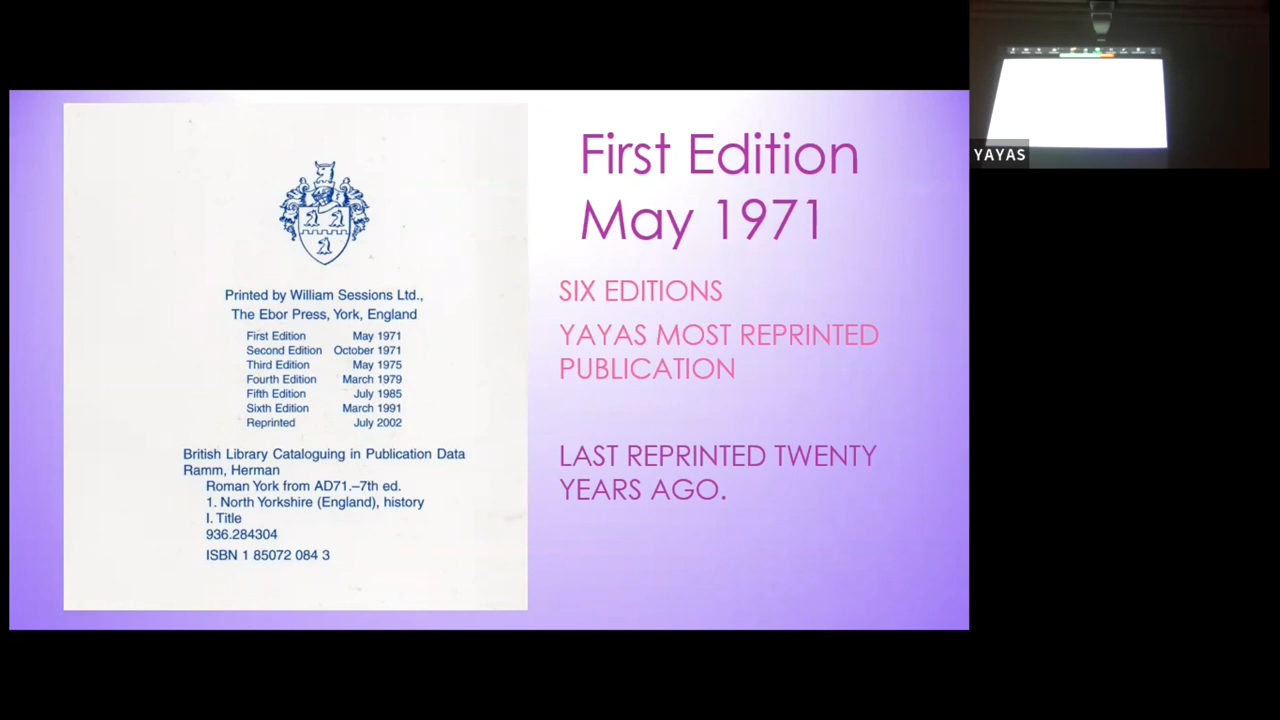 Printed by William Sessions Ltd.,
The Ebor Press, York, England
First Edition May 1971
Second Edition October 1971
Third Edition May 1975
Fourth Edition March 1979
Fifth Edition July 1985
Sixth Edition March 1991
Reprinted July 2002
British Library Cataloguing in Publication Data
Ramm, Herman
Roman York from AD71.–7th ed.
1. North Yorkshire (England), history
I. Title
936.284304
ISBN 1 85072 084 3
First Edition
May 1971
SIX EDITIONS
YAYAS MOST REPRINTED
PUBLICATION
LAST REPRINTED TWENTY
YEARS AGO.
YAYAS